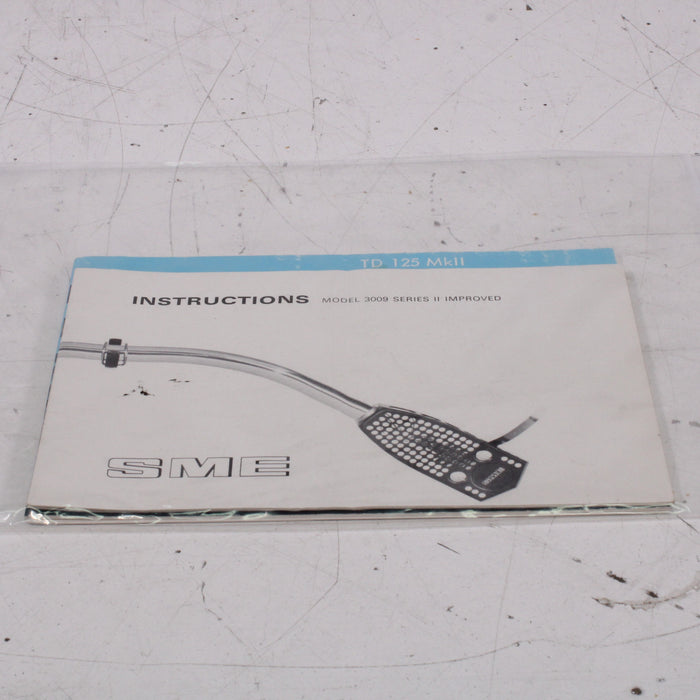 TD 125 MkII
INSTRUCTIONS MODEL 3009 SERIES II IMPROVED
SME